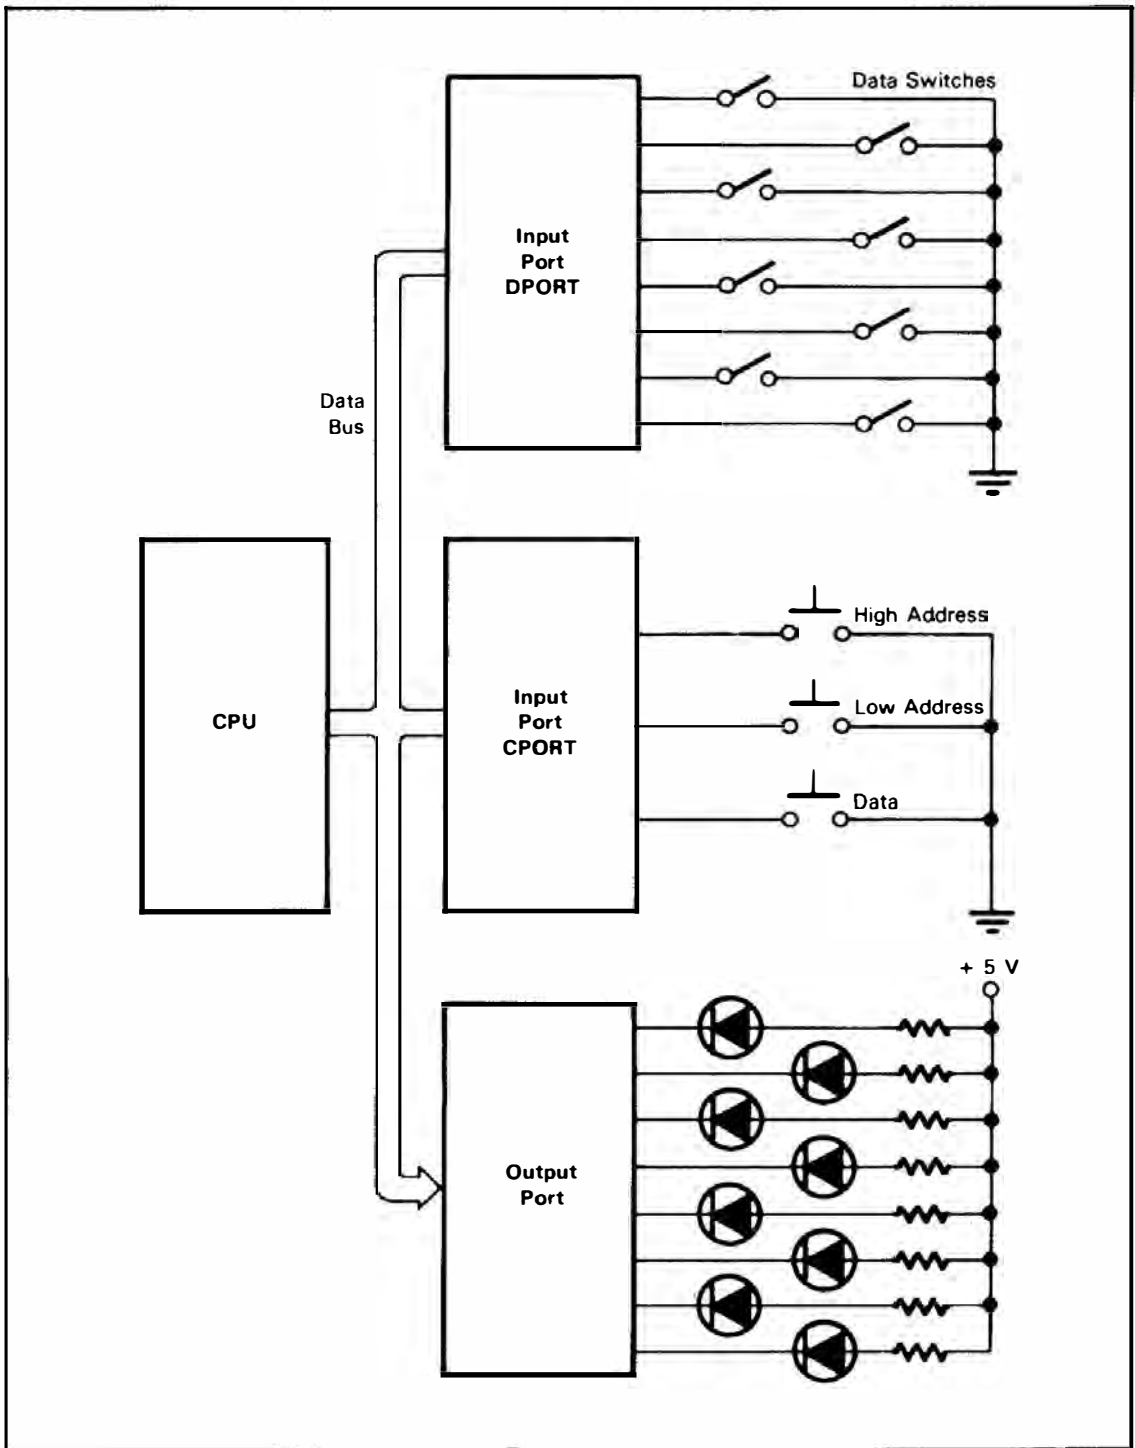 Data Switches
Input
Port
DPORT
Data
Bus
CPU
Input
Port
CPORT
High Address
Low Address
Data
+ 5 V
Output
Port